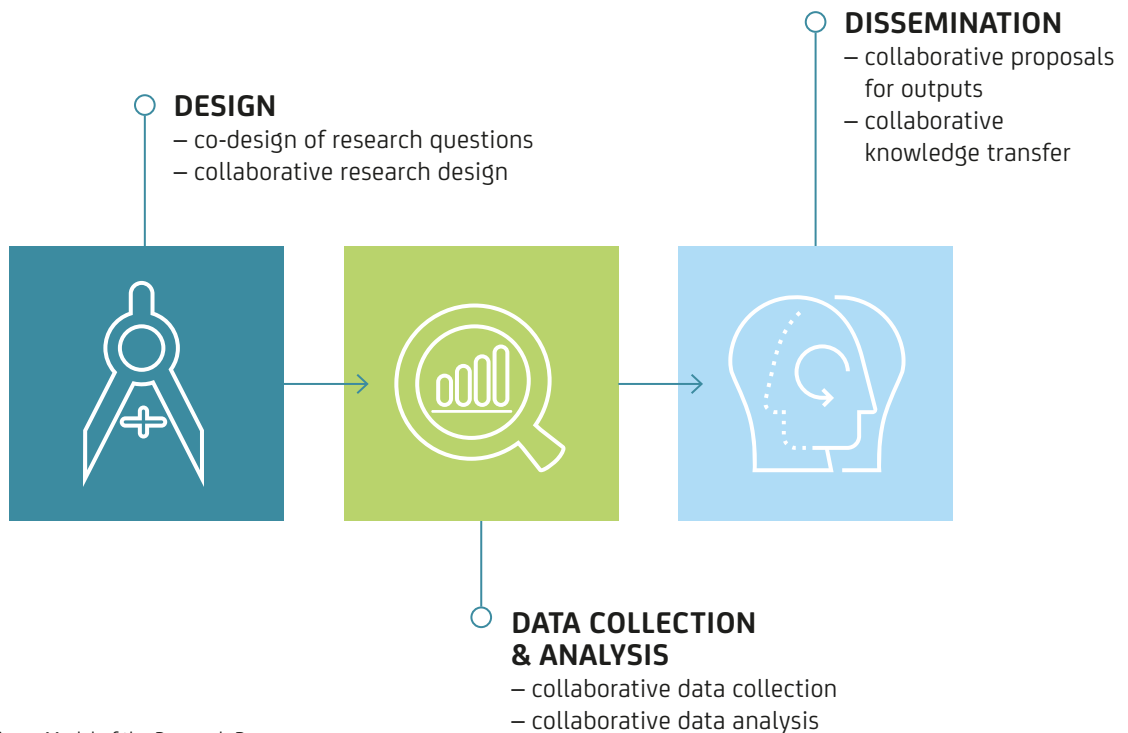 DISSEMINATION
– collaborative proposals
for outputs
– collaborative
knowledge transfer
DESIGN
– co-design of research questions
– collaborative research design
DATA COLLECTION
& ANALYSIS
– collaborative data collection
– collaborative data analysis